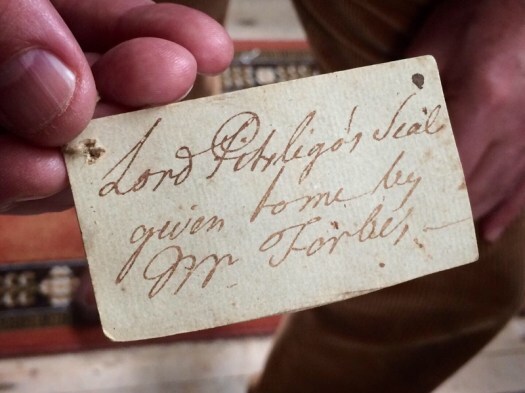 Lord Pitsligo's Seal
given to me by
Mr. Forbes –